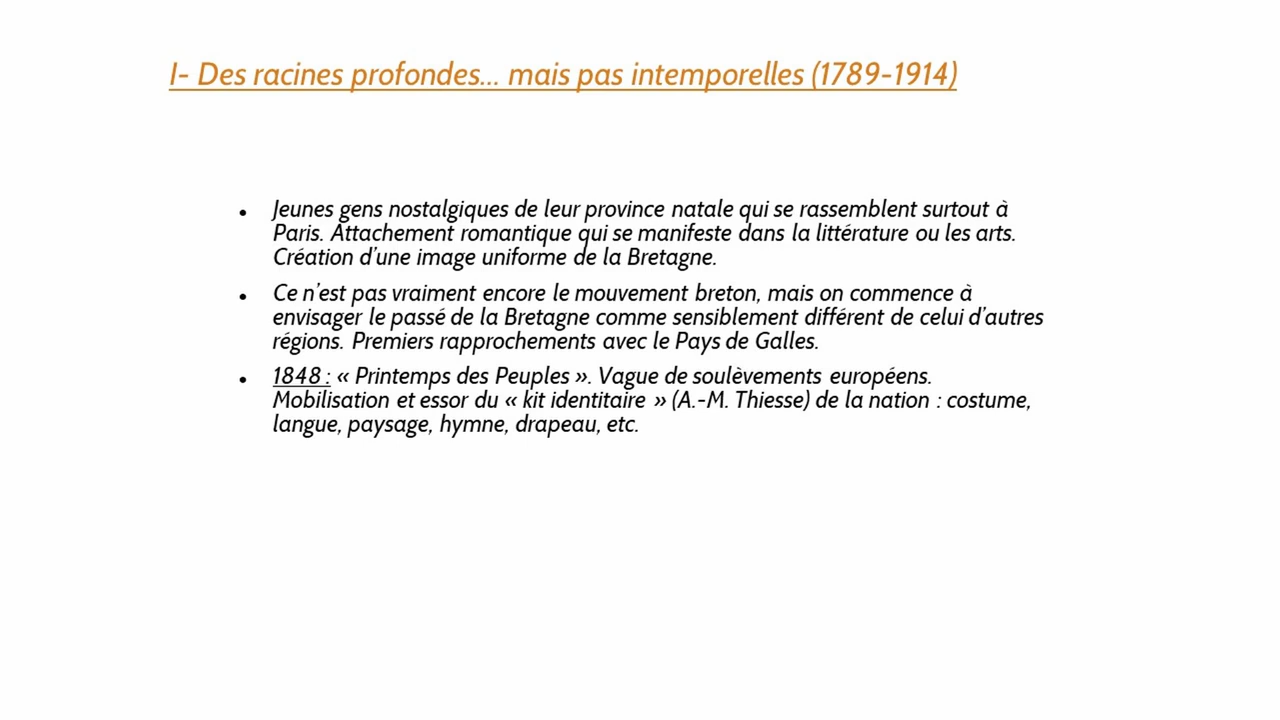 I- Des racines profondes... mais pas intemporelles (1789-1914)
• Jeunes gens nostalgiques de leur province natale qui se rassemblent surtout à
Paris. Attachement romantique qui se manifeste dans la littérature ou les arts.
Création d’une image uniforme de la Bretagne.
• Ce n’est pas vraiment encore le mouvement breton, mais on commence à
envisager le passé de la Bretagne comme sensiblement différent de celui d’autres
régions. Premiers rapprochements avec le Pays de Galles.
• 1848 : « Printemps des Peuples ». Vague de soulèvements européens.
Mobilisation et essor du « kit identitaire » (A.-M. Thiesse) de la nation : costume,
langue, paysage, hymne, drapeau, etc.